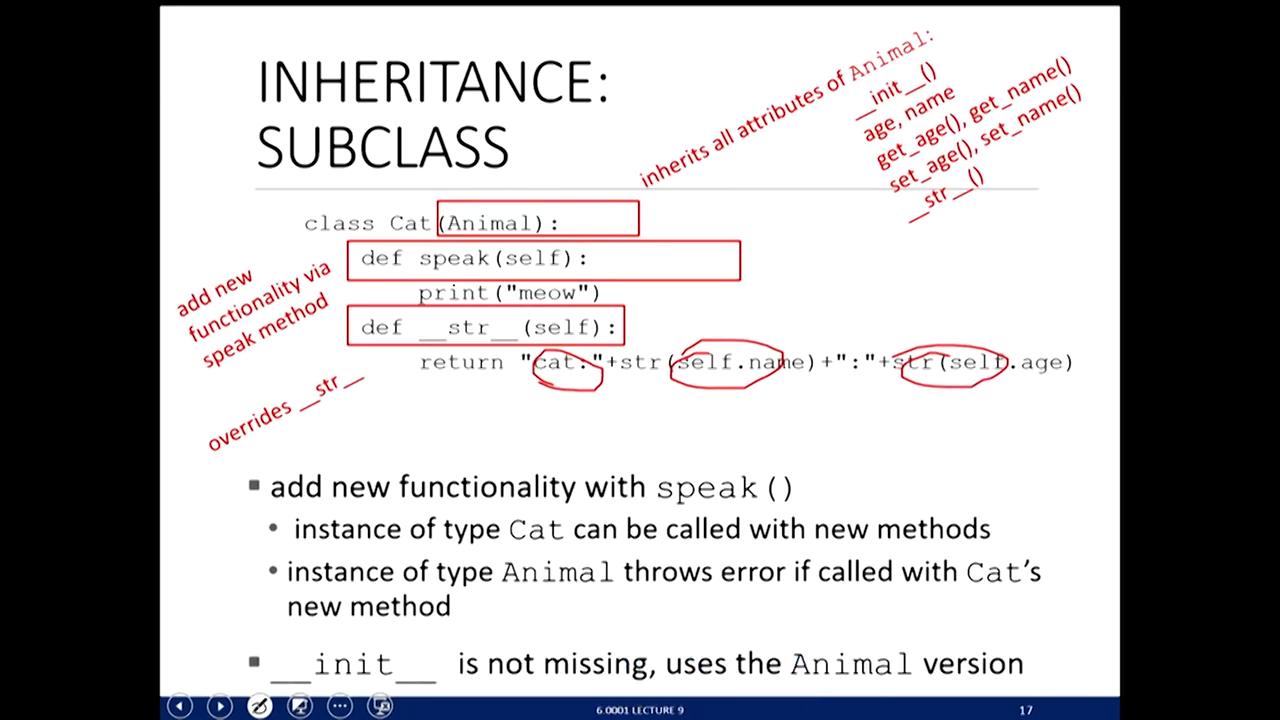 INHERITANCE:
SUBCLASS
inherits all attributes of Animal:
__init__()
age, name
get_age(), get_name()
set_age(), set_name()
__str__()
class Cat(Animal):
def speak(self):
print("meow")
def __str__(self):
return "cat:"+str(self.name)+":"+str(self.age)
add new
functionality via
speak method
overrides __str__
▪ add new functionality with speak()
• instance of type Cat can be called with new methods
• instance of type Animal throws error if called with Cat’s
new method
▪ __init__ is not missing, uses the Animal version
6.0001 LECTURE 9
17